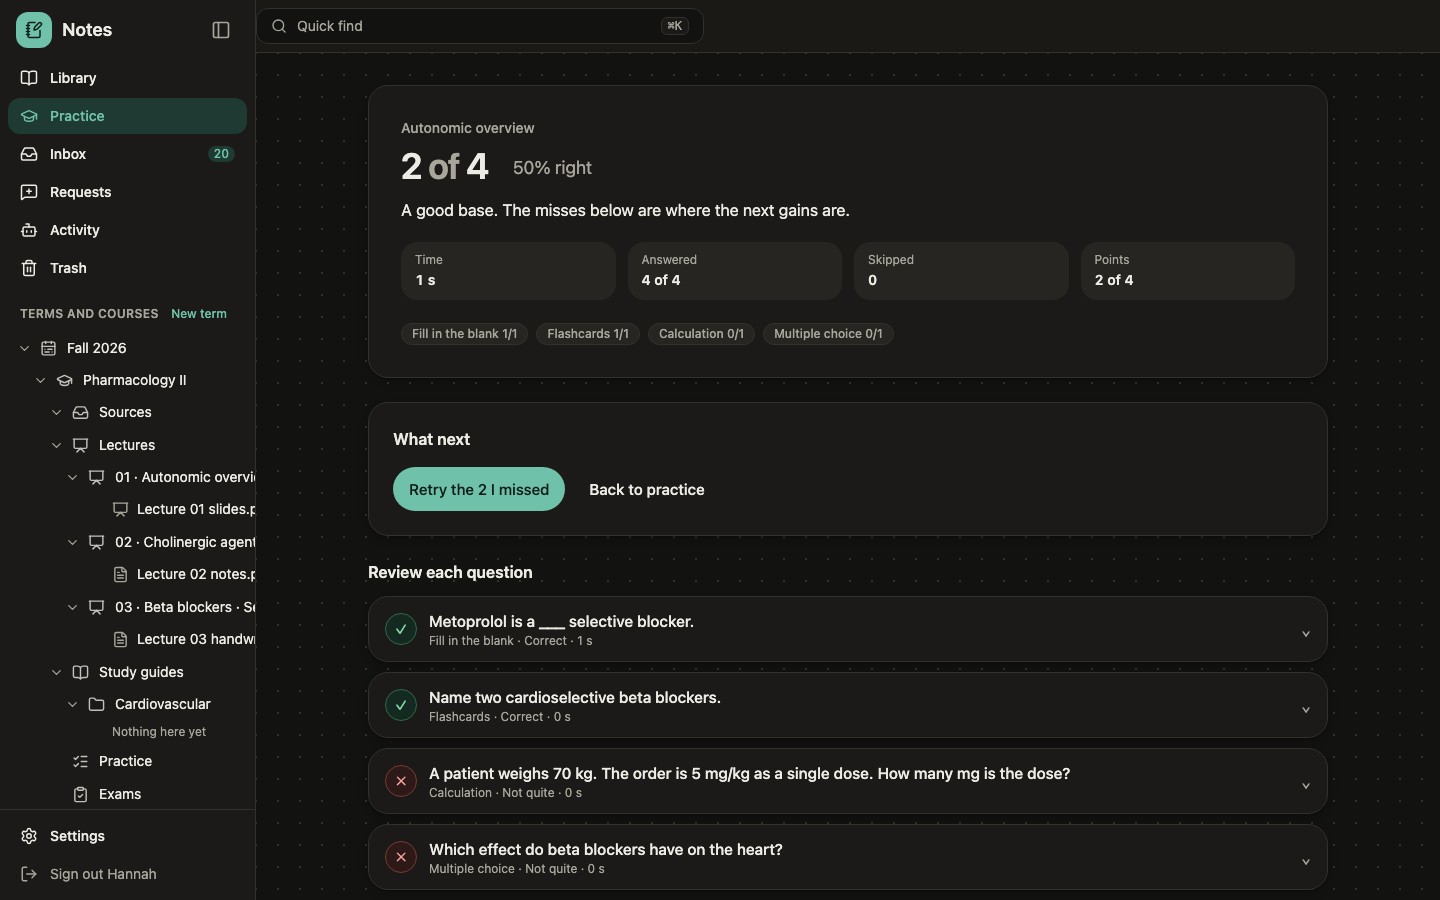 Notes
Quick find
⌘K
Library
Practice
Inbox
20
Requests
Activity
Trash
TERMS AND COURSES
New term
Fall 2026
Pharmacology II
Sources
Lectures
01 · Autonomic overvi
Lecture 01 slides.p
02 · Cholinergic agent
Lecture 02 notes.p
03 · Beta blockers · Se
Lecture 03 handwr
Study guides
Cardiovascular
Nothing here yet
Practice
Exams
Settings
Sign out Hannah
Autonomic overview
2 of 4 50% right
A good base. The misses below are where the next gains are.
Time
1 s
Answered
4 of 4
Skipped
0
Points
2 of 4
Fill in the blank 1/1
Flashcards 1/1
Calculation 0/1
Multiple choice 0/1
What next
Retry the 2 I missed
Back to practice
Review each question
Metoprolol is a ___ selective blocker.
Fill in the blank · Correct · 1 s
Name two cardioselective beta blockers.
Flashcards · Correct · 0 s
A patient weighs 70 kg. The order is 5 mg/kg as a single dose. How many mg is the dose?
Calculation · Not quite · 0 s
Which effect do beta blockers have on the heart?
Multiple choice · Not quite · 0 s